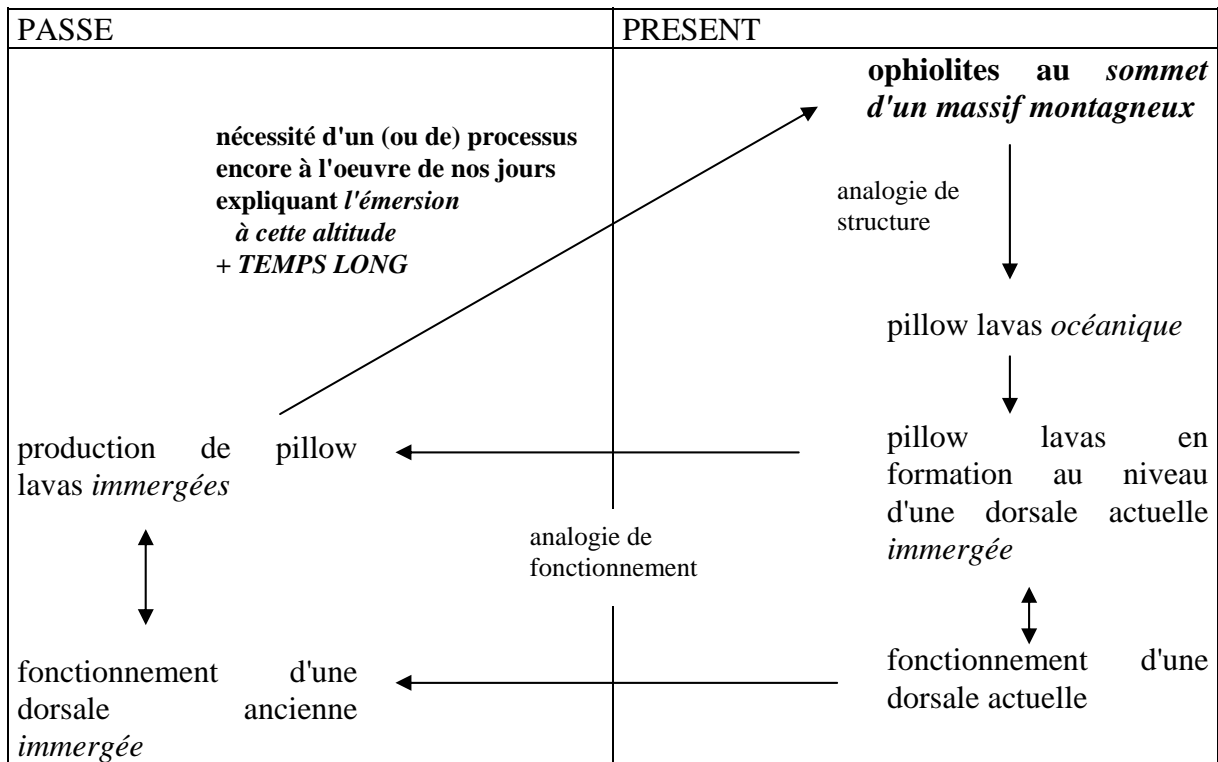 PASSE
PRESENT
ophiolites au sommet
d'un massif montagneux
nécessité d'un (ou de) processus
encore à l'oeuvre de nos jours
expliquant l'émersion
à cette altitude
+ TEMPS LONG
analogie de
structure
pillow lavas océanique
production de pillow
lavas immergées
pillow lavas en
formation au niveau
d'une dorsale actuelle
immergée
analogie de
fonctionnement
fonctionnement d'une
dorsale ancienne
immergée
fonctionnement d'une
dorsale actuelle